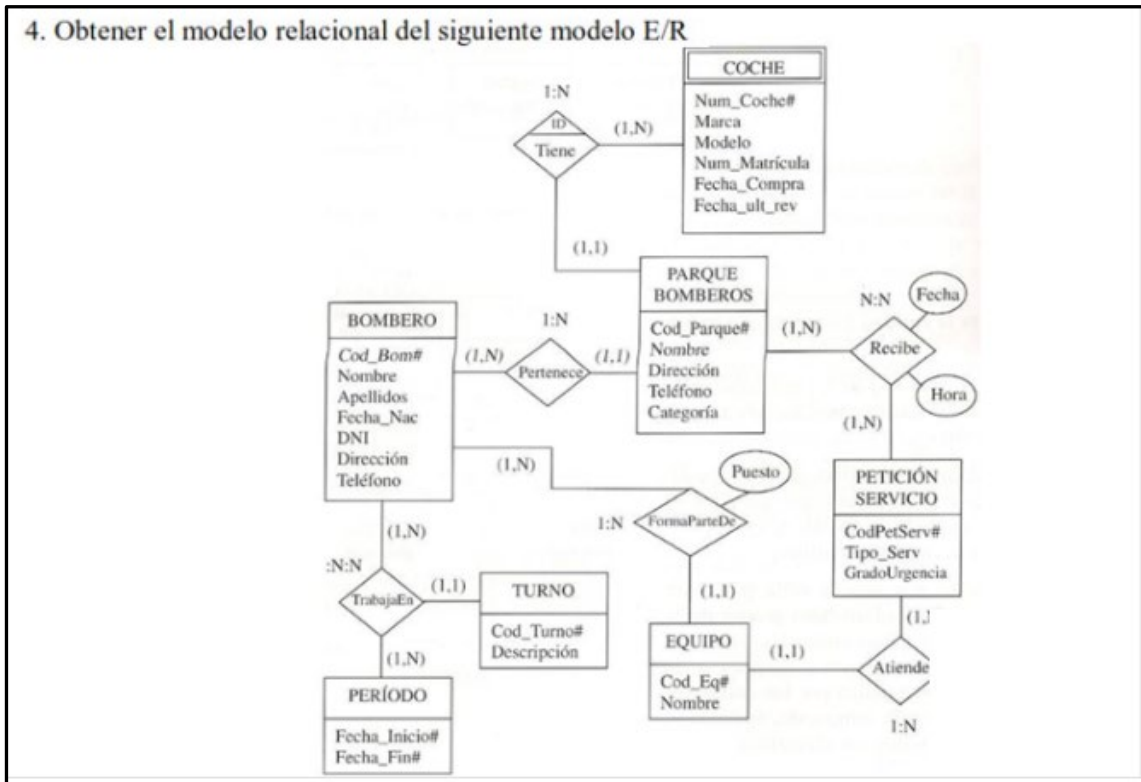 4. Obtener el modelo relacional del siguiente modelo E/R
COCHE
Num_Coche#
Marca
Modelo
Num_Matrícula
Fecha_Compra
Fecha_ult_rev
1:N
ID
Tiene
(1,N)
(1,1)
PARQUE
BOMBEROS
Cod_Parque#
Nombre
Dirección
Teléfono
Categoría
N:N
Fecha
(1,N)
Recibe
Hora
(1,N)
BOMBERO
Cod_Bom#
Nombre
Apellidos
Fecha_Nac
DNI
Dirección
Teléfono
1:N
(1,N)
Pertenece
(1,1)
(1,N)
Puesto
1:N
FormaParteDe
(1,1)
PETICIÓN
SERVICIO
CodPetServ#
Tipo_Serv
GradoUrgencia
(1,N)
:N:N
TrabajaEn
(1,1)
TURNO
Cod_Turno#
Descripción
(1,N)
PERÍODO
Fecha_Inicio#
Fecha_Fin#
EQUIPO
Cod_Eq#
Nombre
(1,1)
Atiende
1:N